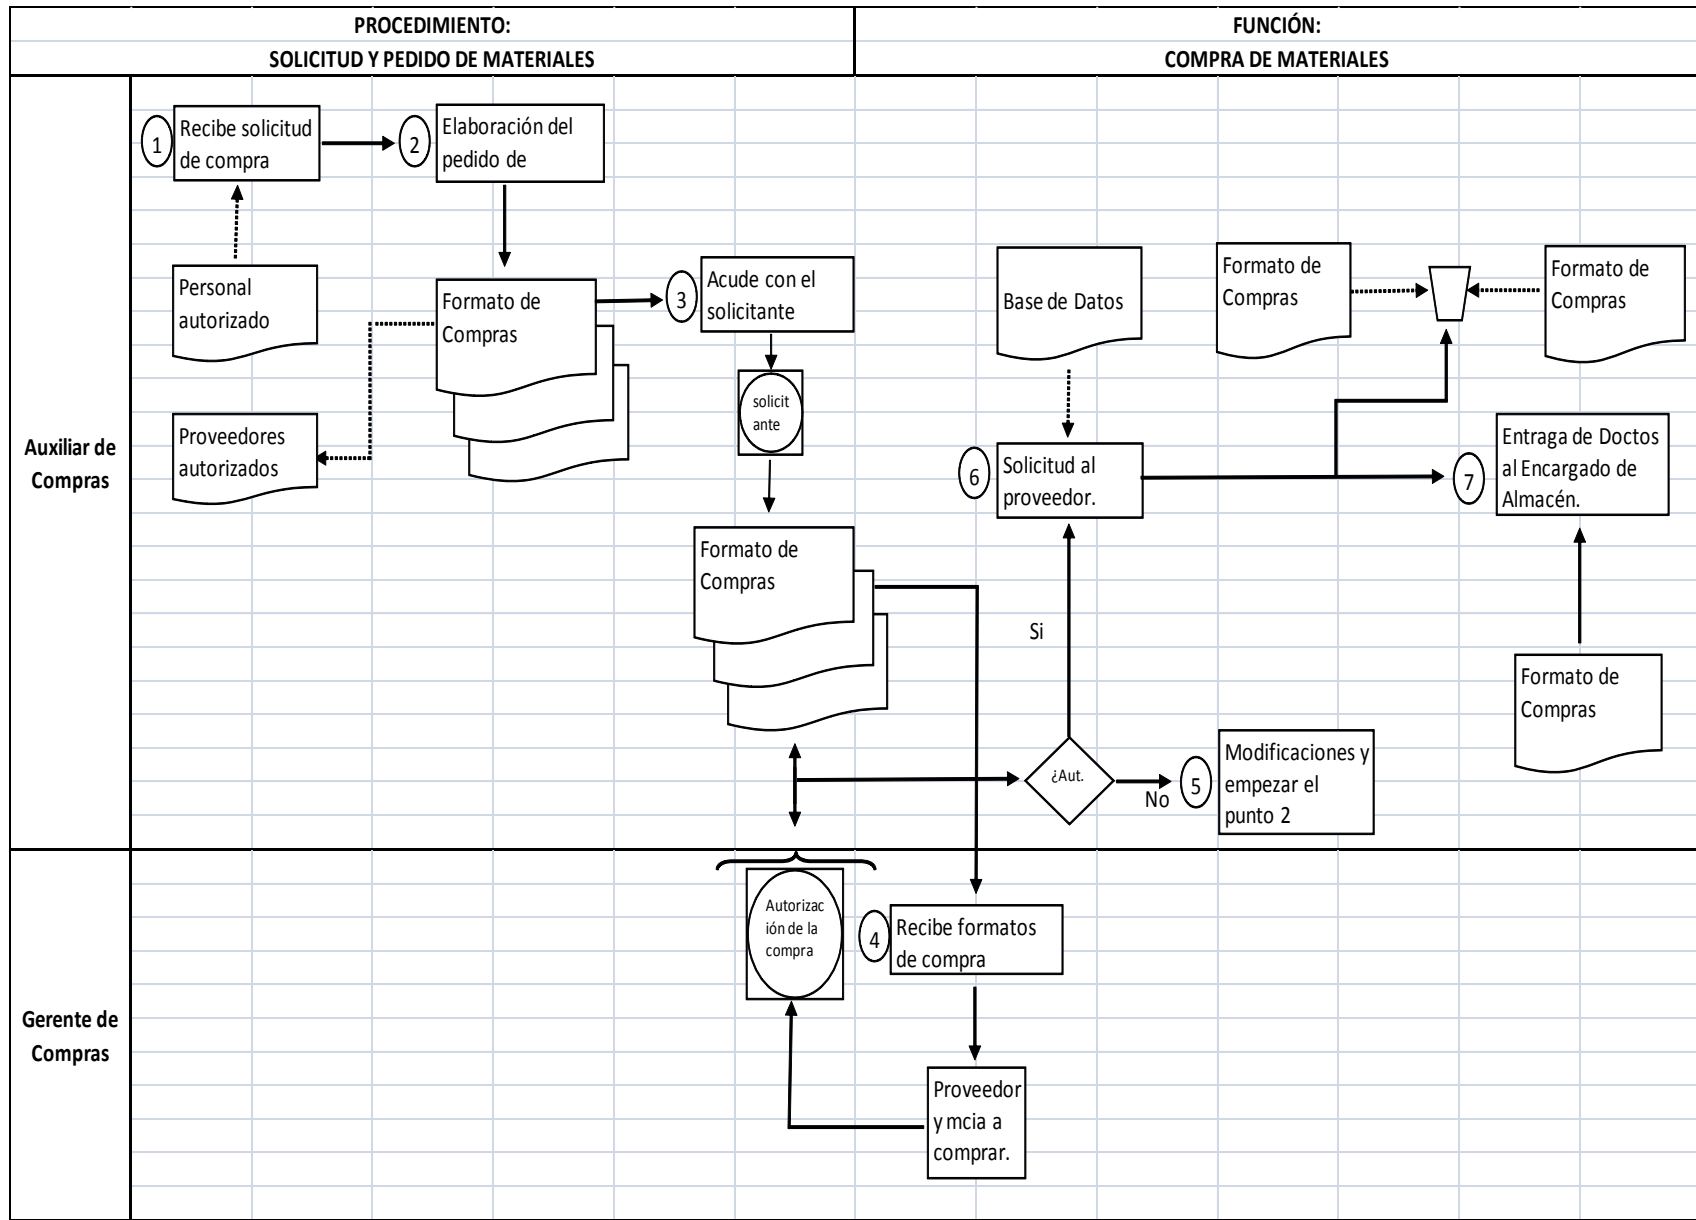 PROCEDIMIENTO:
SOLICITUD Y PEDIDO DE MATERIALES
FUNCIÓN:
COMPRA DE MATERIALES
Auxiliar de
Compras
1
Recibe solicitud
de compra
2
Elaboración del
pedido de
Personal
autorizado
Formato de
Compras
3
Acude con el
solicitante
Proveedores
autorizados
solicit
ante
Formato de
Compras
Base de Datos
Formato de
Compras
Formato de
Compras
6
Solicitud al
proveedor.
7
Entraga de Doctos
al Encargado de
Almacén.
Si
Formato de
Compras
¿Aut.
No
5
Modificaciones y
empezar el
punto 2
Gerente de
Compras
Autorizac
ión de la
compra
4
Recibe formatos
de compra
Proveedor
y mcia a
comprar.